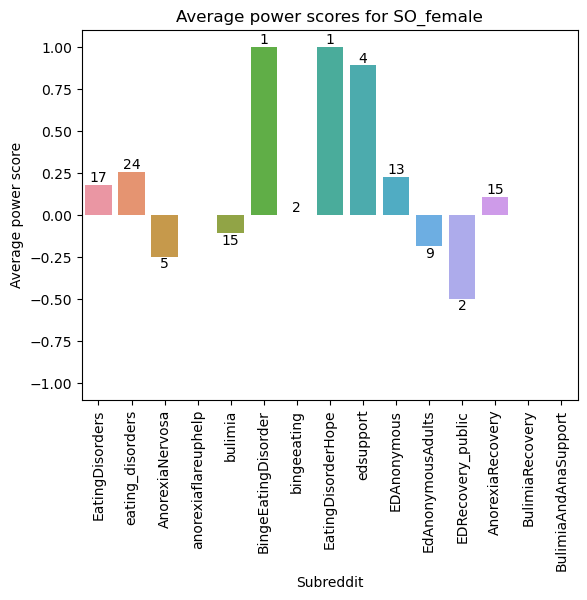 Average power scores for SO_female
Average power score
1.00
0.75
0.50
0.25
0.00
−0.25
−0.50
−0.75
−1.00
17
24
5
15
1
2
1
4
13
9
2
15
EatingDisorders
eating_disorders
AnorexiaNervosa
anorexiaflareuphelp
bulimia
BingeEatingDisorder
bingeeating
EatingDisorderHope
edsupport
EDAnonymous
EdAnonymousAdults
EDRecovery_public
AnorexiaRecovery
BulimiaRecovery
BulimiaAndAnaSupport
Subreddit